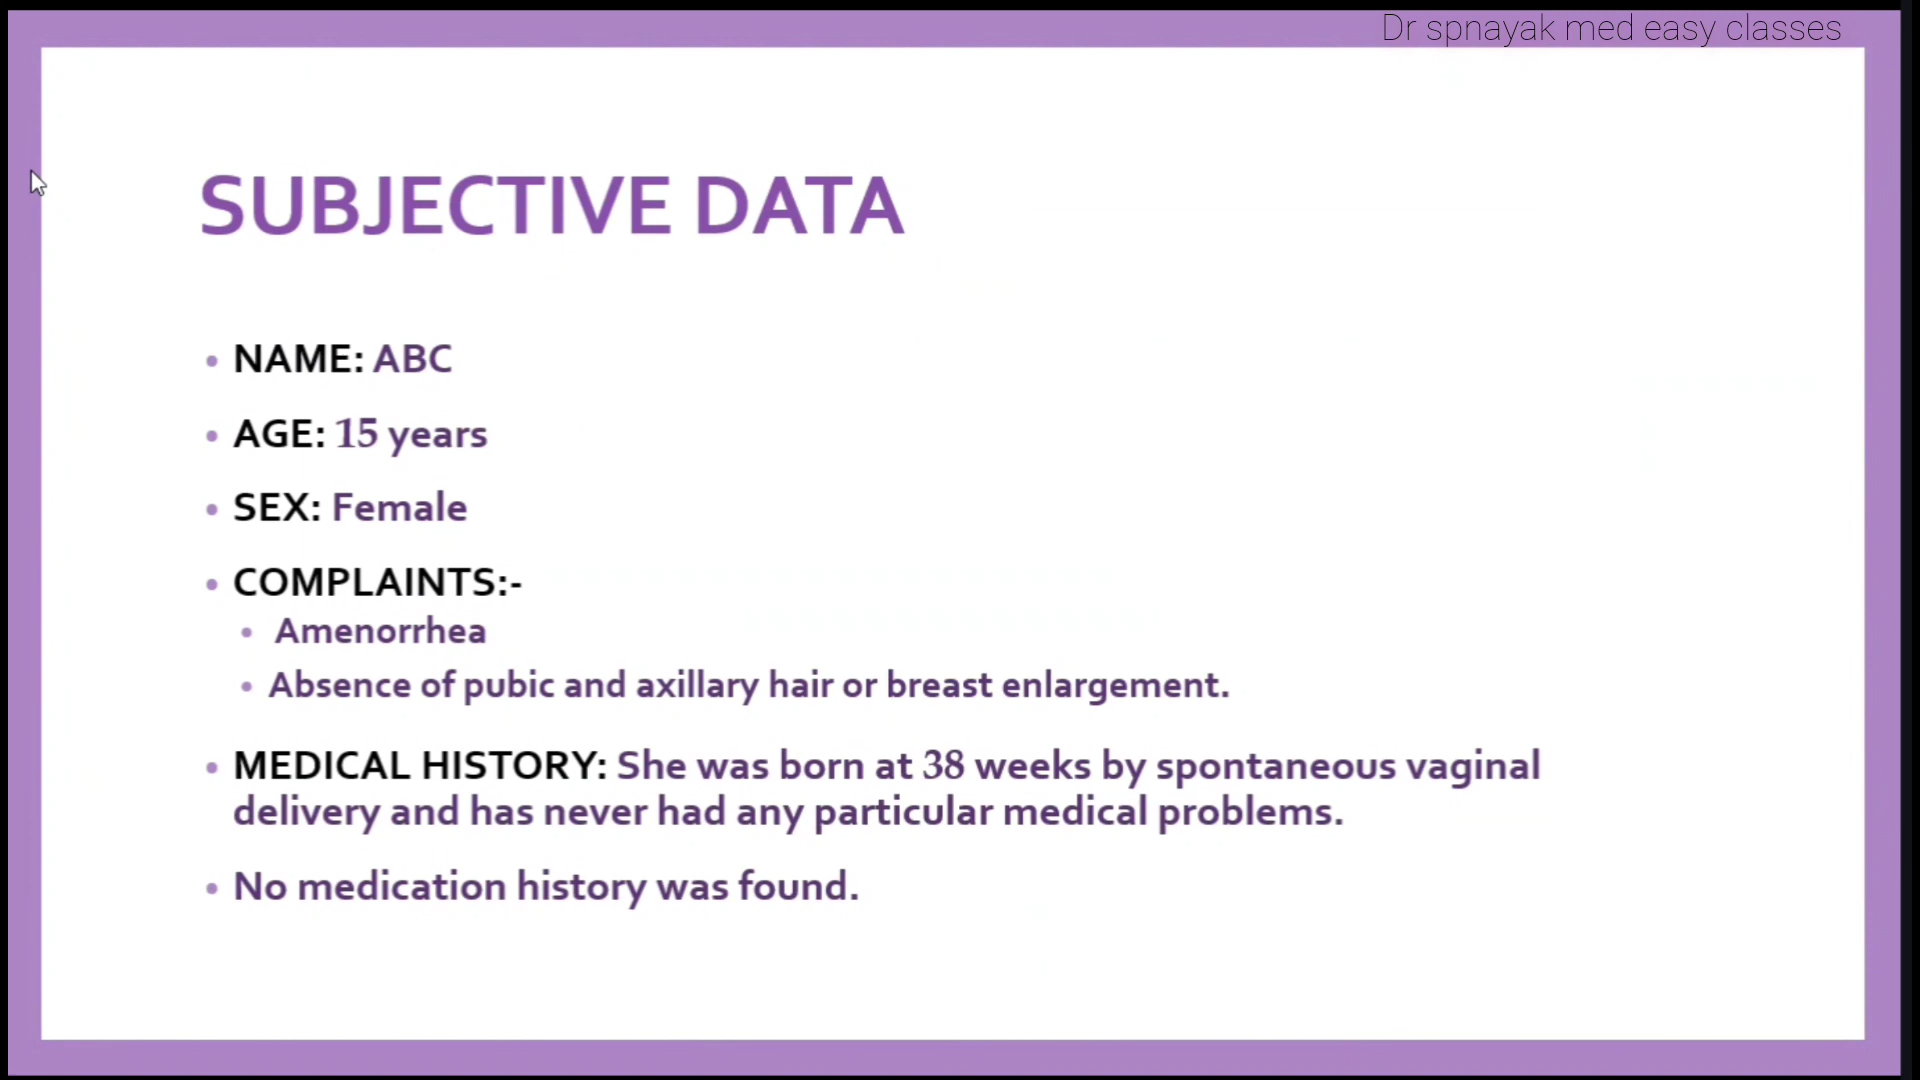 Dr spnayak med easy classes
SUBJECTIVE DATA
• NAME: ABC
• AGE: 15 years
• SEX: Female
• COMPLAINTS:-
• Amenorrhea
• Absence of pubic and axillary hair or breast enlargement.
• MEDICAL HISTORY: She was born at 38 weeks by spontaneous vaginal
delivery and has never had any particular medical problems.
• No medication history was found.